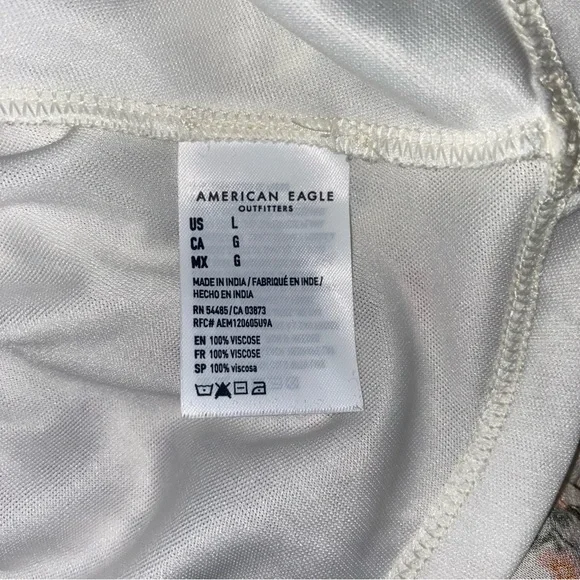 AMERICAN EAGLE
OUTFITTERS
US L
CA G
MX G
MADE IN INDIA / FABRIQUÉ EN INDE /
HECHO EN INDIA
RN 54485 / CA 03873
RFC# AEM120605U9A
EN 100% VISCOSE
FR 100% VISCOSE
SP 100% viscosa